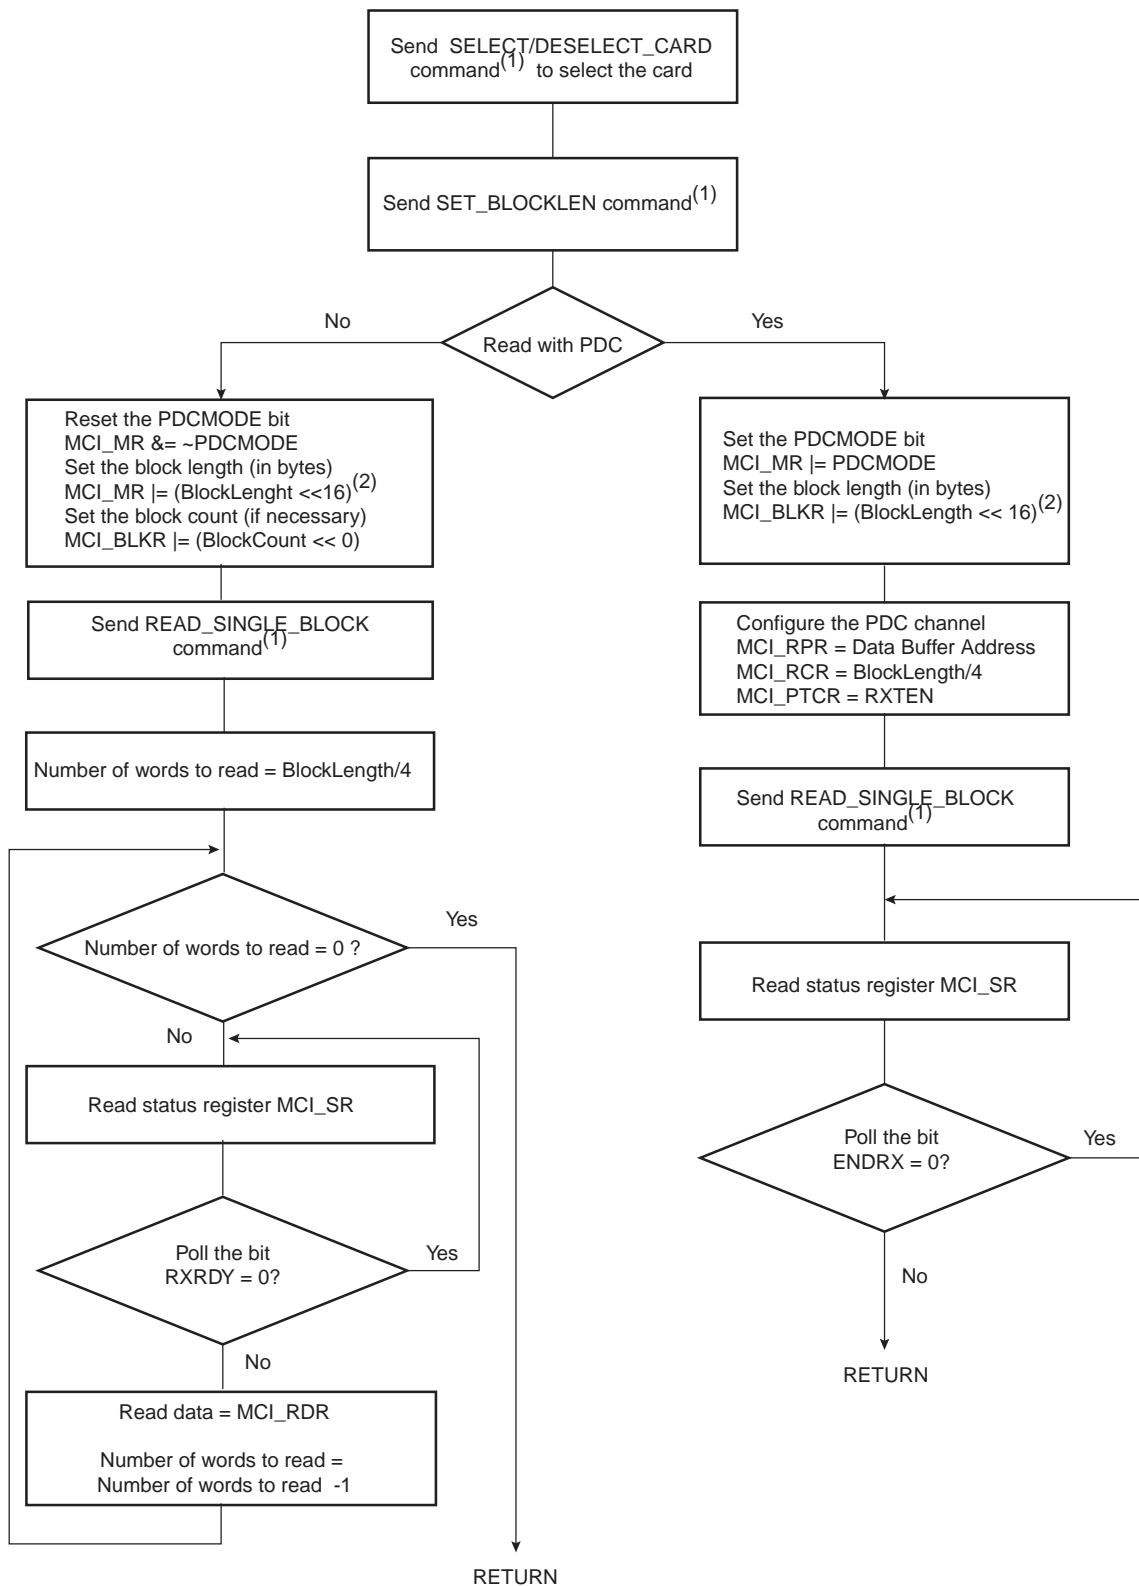 Send SELECT/DESELECT_CARD
command(1) to select the card
Send SET_BLOCKLEN command(1)
No
Yes
Read with PDC
Reset the PDCMODE bit
MCI_MR &= ~PDCMODE
Set the block length (in bytes)
MCI_MR |= (BlockLenght <<16)(2)
Set the block count (if necessary)
MCI_BLKR |= (BlockCount << 0)
Send READ_SINGLE_BLOCK
command(1)
Number of words to read = BlockLength/4
Number of words to read = 0 ?
Yes
No
Read status register MCI_SR
Poll the bit
RXRDY = 0?
Yes
No
Read data = MCI_RDR
Number of words to read =
Number of words to read -1
RETURN
Set the PDCMODE bit
MCI_MR |= PDCMODE
Set the block length (in bytes)
MCI_BLKR |= (BlockLength << 16)(2)
Configure the PDC channel
MCI_RPR = Data Buffer Address
MCI_RCR = BlockLength/4
MCI_PTCR = RXTEN
Send READ_SINGLE_BLOCK
command(1)
Read status register MCI_SR
Poll the bit
ENDRX = 0?
Yes
No
RETURN